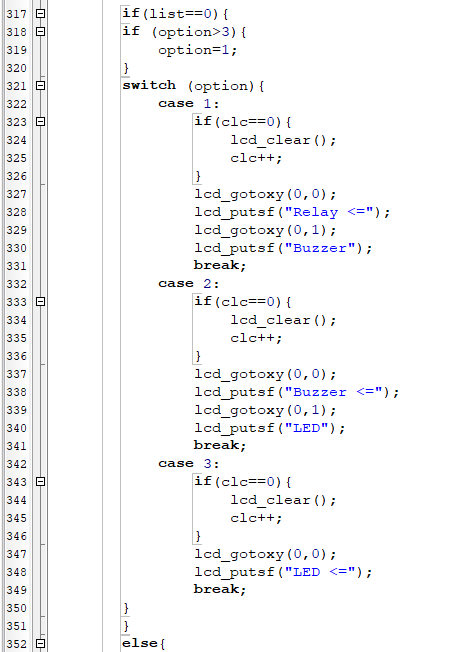 317 if(list==0){
318 if (option>3){
319 option=1;
320 }
321 switch (option){
322 case 1:
323 if(clc==0){
324 lcd_clear();
325 clc++;
326 }
327 lcd_gotoxy(0,0);
328 lcd_putsf("Relay <=");
329 lcd_gotoxy(0,1);
330 lcd_putsf("Buzzer");
331 break;
332 case 2:
333 if(clc==0){
334 lcd_clear();
335 clc++;
336 }
337 lcd_gotoxy(0,0);
338 lcd_putsf("Buzzer <=");
339 lcd_gotoxy(0,1);
340 lcd_putsf("LED");
341 break;
342 case 3:
343 if(clc==0){
344 lcd_clear();
345 clc++;
346 }
347 lcd_gotoxy(0,0);
348 lcd_putsf("LED <=");
349 break;
350 }
351 }
352 else{